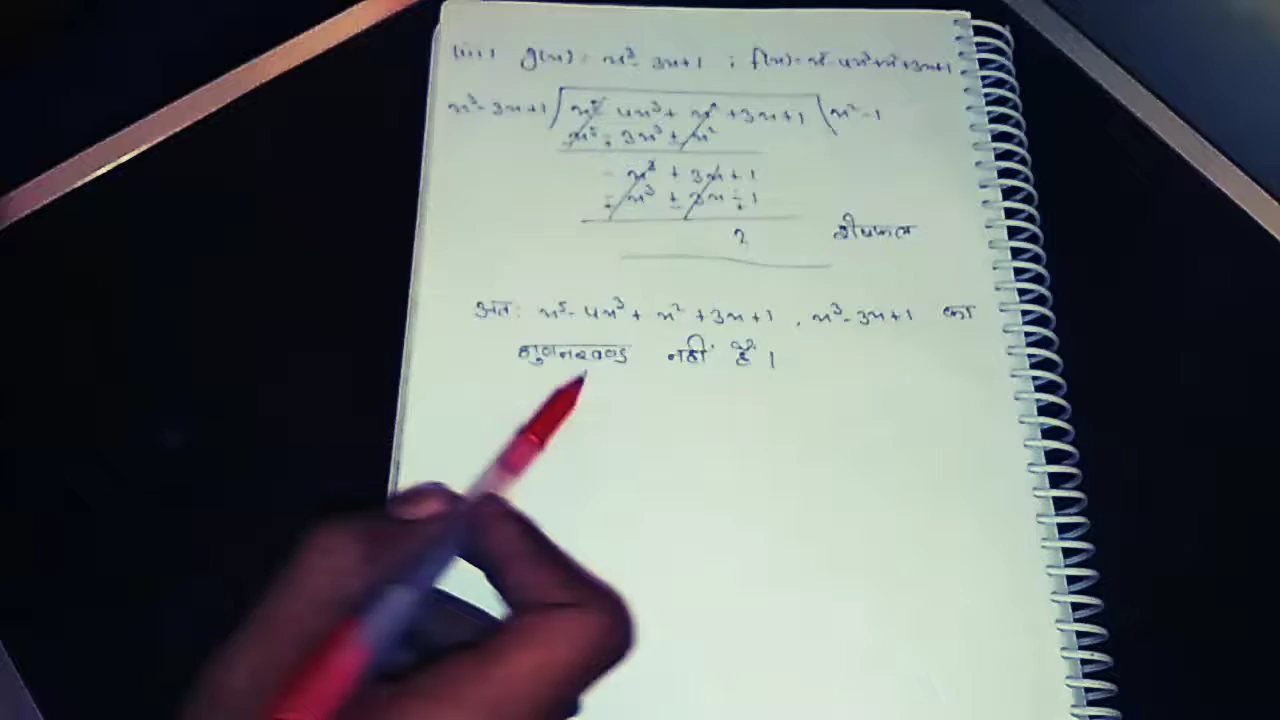 (iii) g(x) = x³ - 3x+1 ; f(x) = x⁵ - 4x³+x²+3x+1
x³ - 3x+1 ) x⁵ - 4x³ + x² + 3x + 1 ( x² - 1
x⁵ - 3x³ + x²
- x³ + 3x + 1
- x³ + 3x - 1
2 शेषफल
अतः x⁵ - 4x³ + x² + 3x + 1 , x³ - 3x + 1 का
गुणनखण्ड नहीं है ।